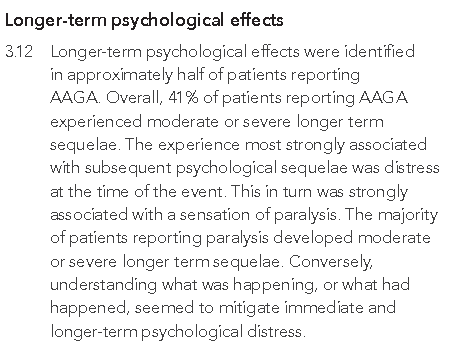 Longer-term psychological effects
3.12 Longer-term psychological effects were identified
in approximately half of patients reporting
AAGA. Overall, 41% of patients reporting AAGA
experienced moderate or severe longer term
sequelae. The experience most strongly associated
with subsequent psychological sequelae was distress
at the time of the event. This in turn was strongly
associated with a sensation of paralysis. The majority
of patients reporting paralysis developed moderate
or severe longer term sequelae. Conversely,
understanding what was happening, or what had
happened, seemed to mitigate immediate and
longer-term psychological distress.